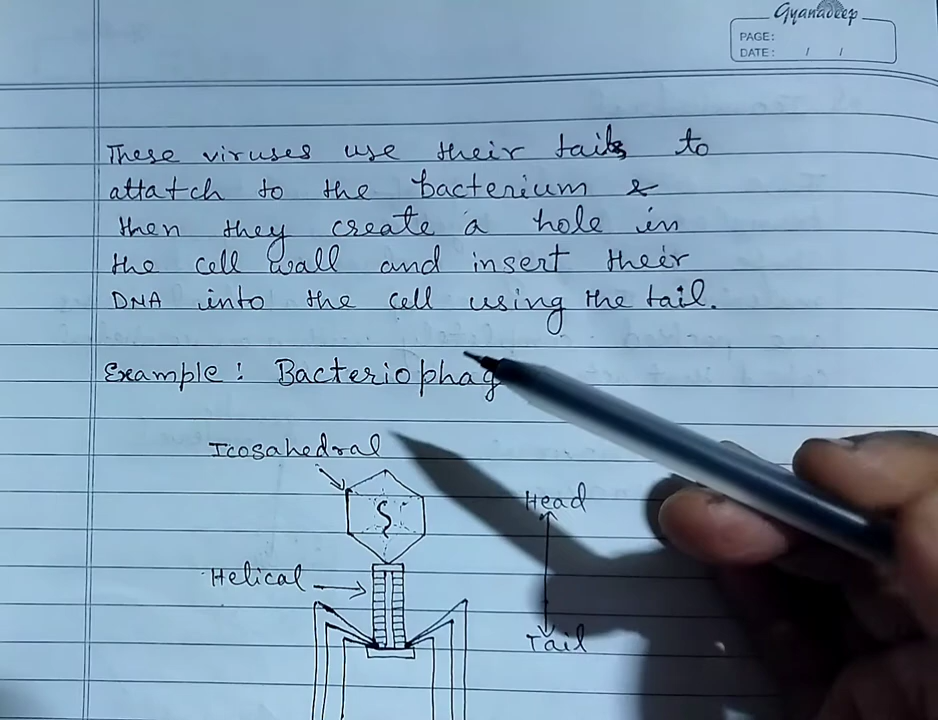 Gyanadeep
PAGE:
DATE: / /
These viruses use their tails to
attatch to the bacterium &
then they create a hole in
the cell wall and insert their
DNA into the cell using the tail.
Example: Bacteriophag
Icosahedral
Head
Helical
Tail